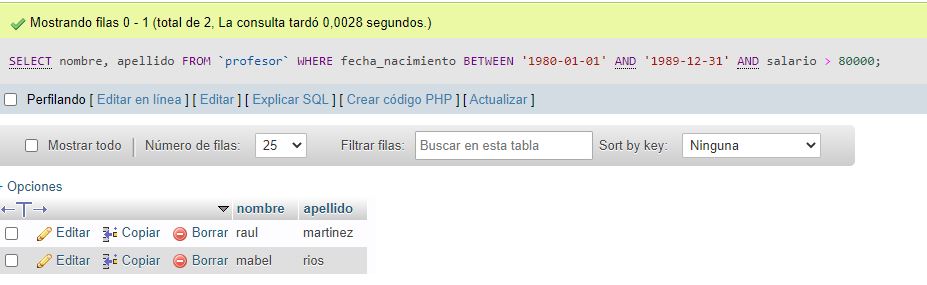 Mostrando filas 0 - 1 (total de 2, La consulta tardó 0,0028 segundos.)
SELECT nombre, apellido FROM `profesor` WHERE fecha_nacimiento BETWEEN '1980-01-01' AND '1989-12-31' AND salario > 80000;
Perfilando [ Editar en línea ] [ Editar ] [ Explicar SQL ] [ Crear código PHP ] [ Actualizar ]
Mostrar todo Número de filas: 25 Filtrar filas: Buscar en esta tabla Sort by key: Ninguna
+ Opciones
←T→ nombre apellido
Editar Copiar Borrar raul martinez
Editar Copiar Borrar mabel rios